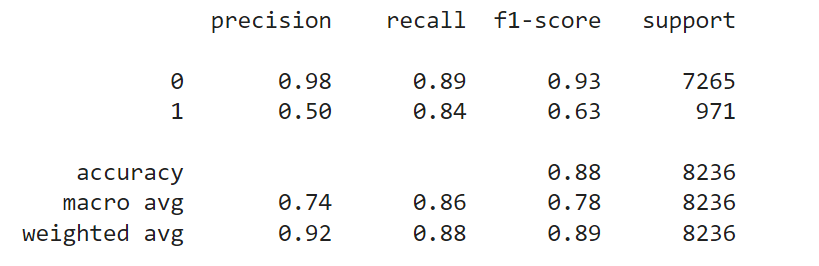 precision recall f1-score support
0 0.98 0.89 0.93 7265
1 0.50 0.84 0.63 971
accuracy 0.88 8236
macro avg 0.74 0.86 0.78 8236
weighted avg 0.92 0.88 0.89 8236